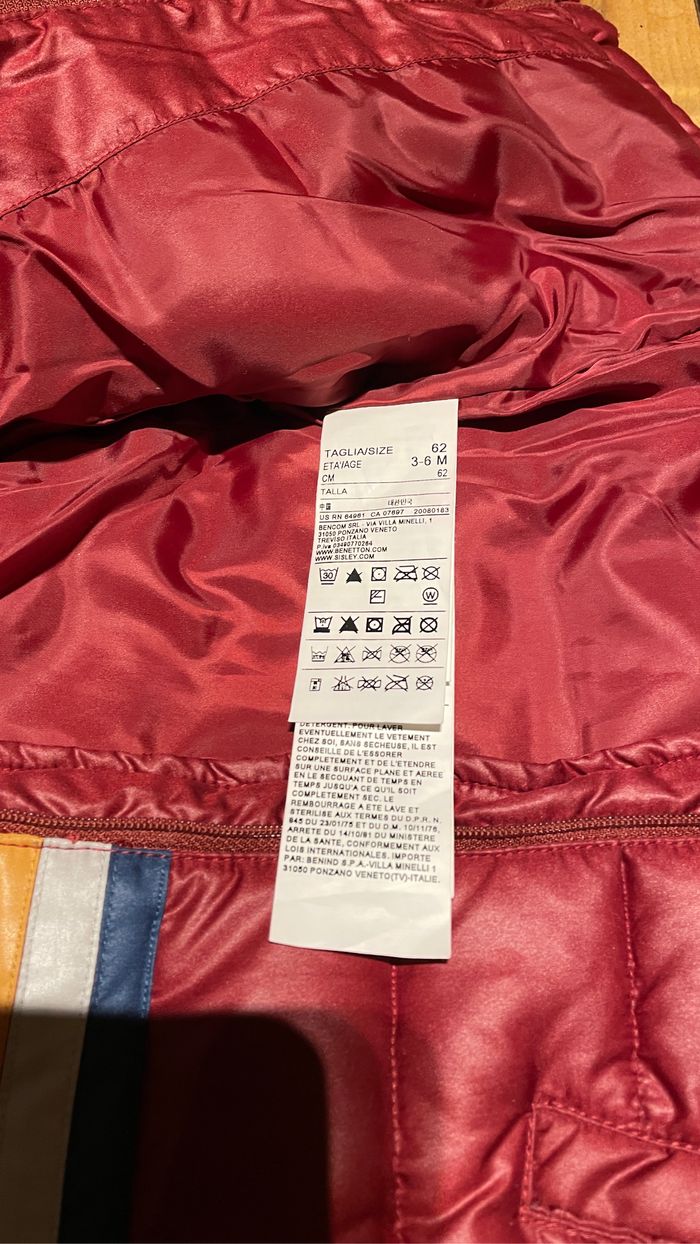 TAGLIA/SIZE 62
ETA'/AGE 3-6 M
CM 62
TALLA
中国 대한민국
US RN 84961 CA 07697 20080183
BENCOM SRL - VIA VILLA MINELLI, 1
31050 PONZANO VENETO
TREVISO ITALIA
P.iva 03490770264
WWW.BENETTON.COM
WWW.SISLEY.COM
30
W
DETERGENT. POUR LAVER
EVENTUELLEMENT LE VETEMENT
CHEZ SOI, SANS SECHEUSE, IL EST
CONSEILLE DE L'ESSORER
COMPLETEMENT ET DE L'ETENDRE
SUR UNE SURFACE PLANE ET AEREE
EN LE SECOUANT DE TEMPS EN
TEMPS JUSQU'A CE QU'IL SOIT
COMPLETEMENT SEC. LE
REMBOURRAGE A ETE LAVE ET
STERILISE AUX TERMES DU D.P.R. N.
845 DU 23/01/75 ET DU D.M. 10/11/76,
ARRETE DU 14/10/81 DU MINISTERE
DE LA SANTE, CONFORMEMENT AUX
LOIS INTERNATIONALES. IMPORTE
PAR: BENIND S.P.A.-VILLA MINELLI 1
31050 PONZANO VENETO(TV)-ITALIE.